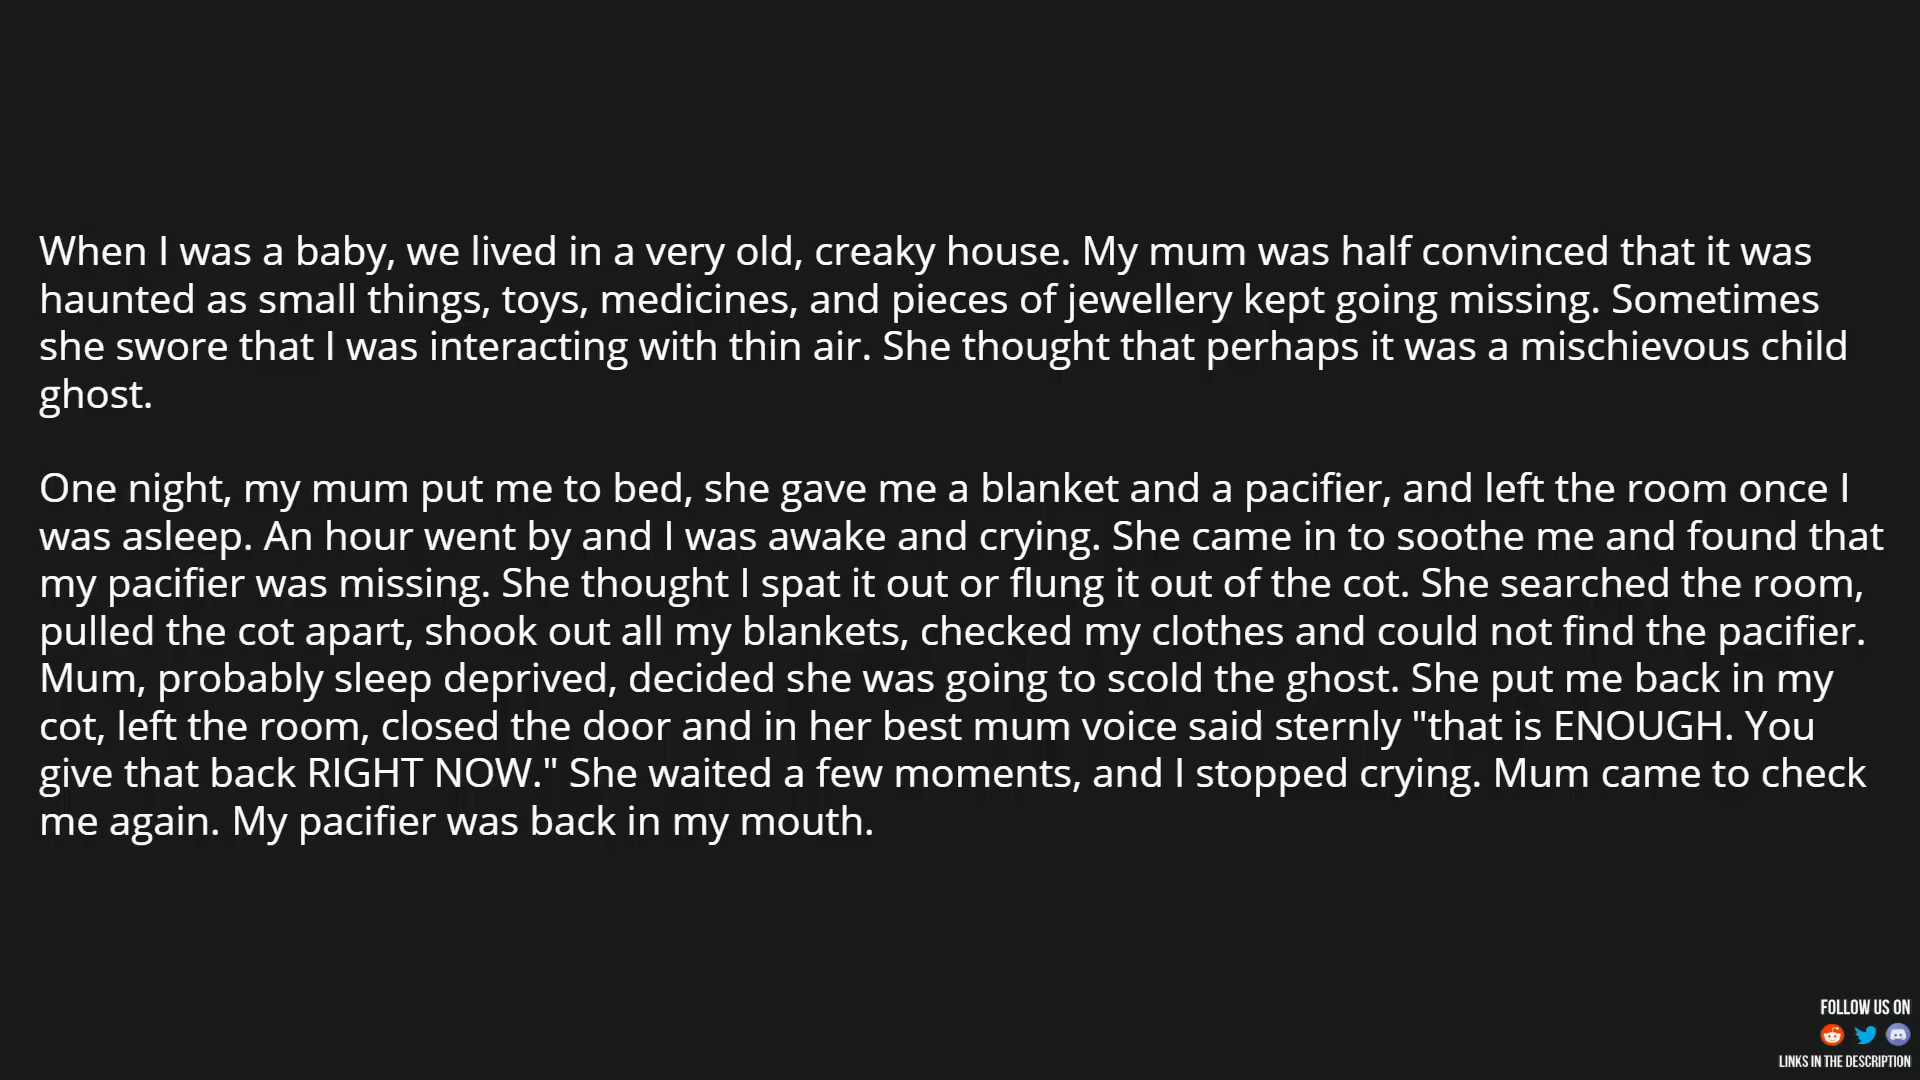 When I was a baby, we lived in a very old, creaky house. My mum was half convinced that it was
haunted as small things, toys, medicines, and pieces of jewellery kept going missing. Sometimes
she swore that I was interacting with thin air. She thought that perhaps it was a mischievous child
ghost.
One night, my mum put me to bed, she gave me a blanket and a pacifier, and left the room once I
was asleep. An hour went by and I was awake and crying. She came in to soothe me and found that
my pacifier was missing. She thought I spat it out or flung it out of the cot. She searched the room,
pulled the cot apart, shook out all my blankets, checked my clothes and could not find the pacifier.
Mum, probably sleep deprived, decided she was going to scold the ghost. She put me back in my
cot, left the room, closed the door and in her best mum voice said sternly "that is ENOUGH. You
give that back RIGHT NOW." She waited a few moments, and I stopped crying. Mum came to check
me again. My pacifier was back in my mouth.
FOLLOW US ON
LINKS IN THE DESCRIPTION